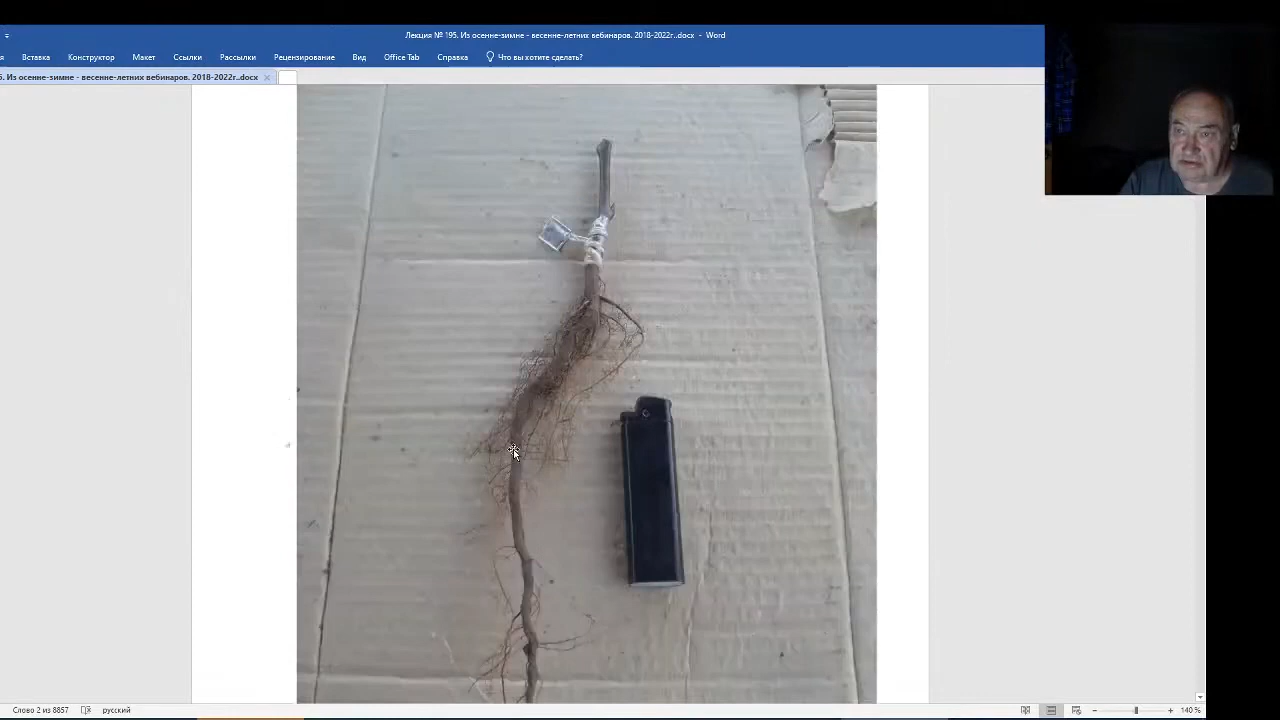 Лекция № 195. Из осенне-зимне - весенне-летних вебинаров. 2018-2022г..docx - Word
я Вставка Конструктор Макет Ссылки Рассылки Рецензирование Вид Office Tab Справка Что вы хотите сделать?
5. Из осенне-зимне - весенне-летних вебинаров. 2018-2022г..docx
Слово 2 из 8857 русский 140 %